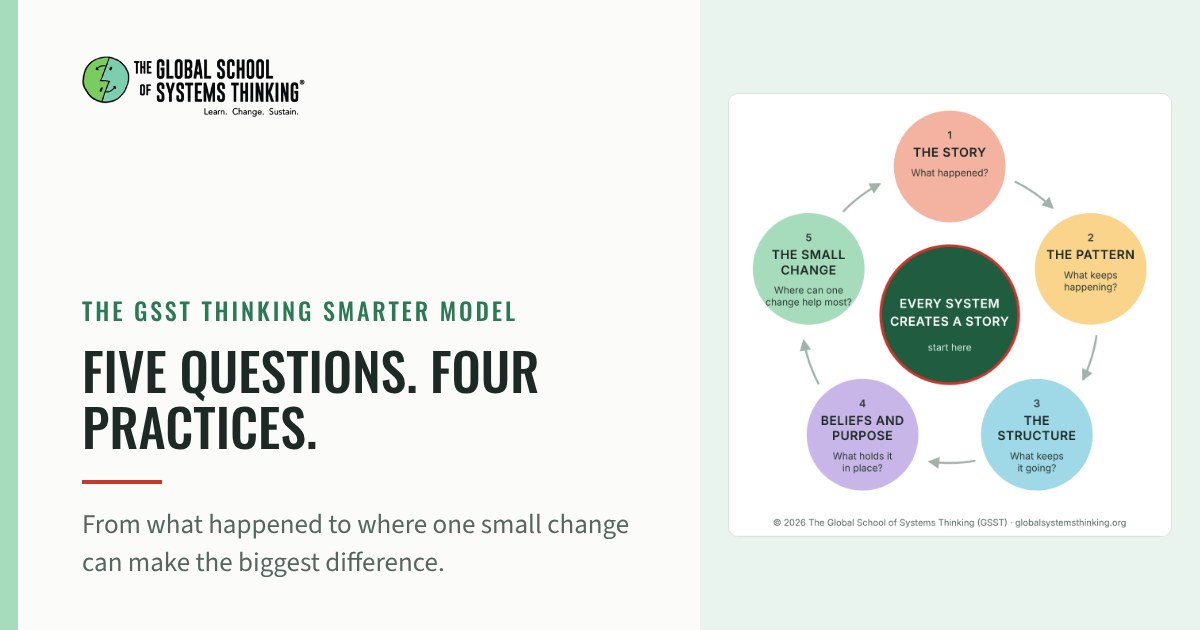 THE GLOBAL SCHOOL
OF SYSTEMS THINKING®
Learn. Change. Sustain.
THE GSST THINKING SMARTER MODEL
FIVE QUESTIONS. FOUR
PRACTICES.
From what happened to where one small change
can make the biggest difference.
1
THE STORY
What happened?
2
THE PATTERN
What keeps
happening?
3
THE
STRUCTURE
What keeps
it going?
4
BELIEFS AND
PURPOSE
What holds it
in place?
5
THE SMALL
CHANGE
Where can one
change help most?
EVERY SYSTEM
CREATES A STORY
start here
© 2026 The Global School of Systems Thinking (GSST) · globalsystemsthinking.org